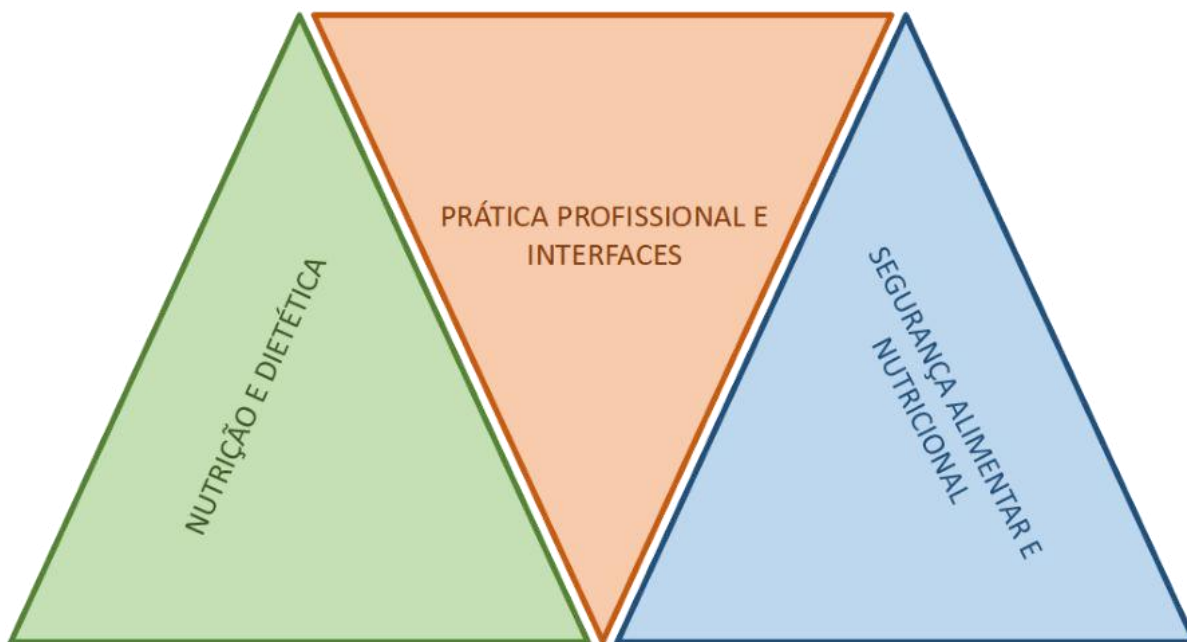 NUTRIÇÃO E DIETÉTICA
PRÁTICA PROFISSIONAL E
INTERFACES
SEGURANÇA ALIMENTAR E
NUTRICIONAL